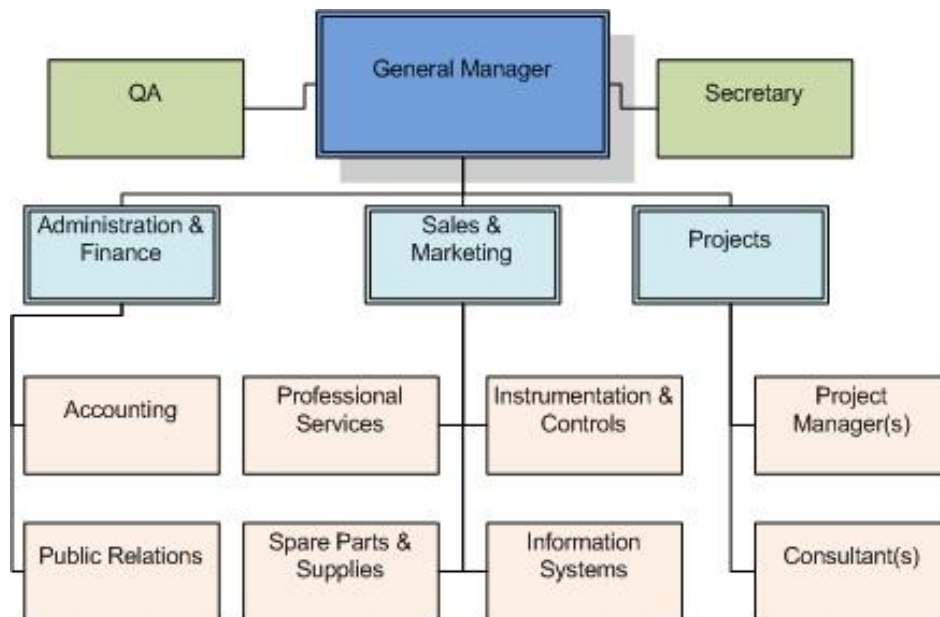 General Manager
QA
Secretary
Administration &
Finance
Sales &
Marketing
Projects
Accounting
Professional
Services
Instrumentation &
Controls
Project
Manager(s)
Public Relations
Spare Parts &
Supplies
Information
Systems
Consultant(s)